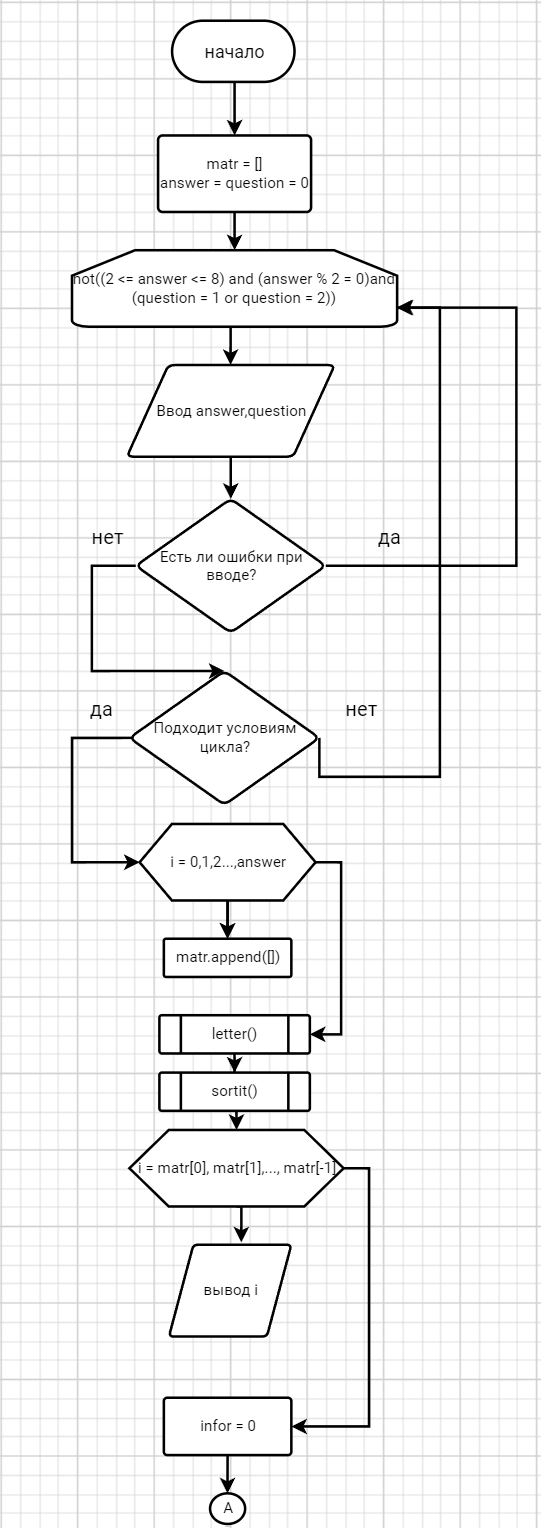 начало
matr = []
answer = question = 0
not((2 <= answer <= 8) and (answer % 2 = 0)and
(question = 1 or question = 2))
Ввод answer,question
нет
да
Есть ли ошибки при
вводе?
да
нет
Подходит условиям
цикла?
i = 0,1,2...,answer
matr.append([])
letter()
sortit()
i = matr[0], matr[1],..., matr[-1]
вывод i
infor = 0
A